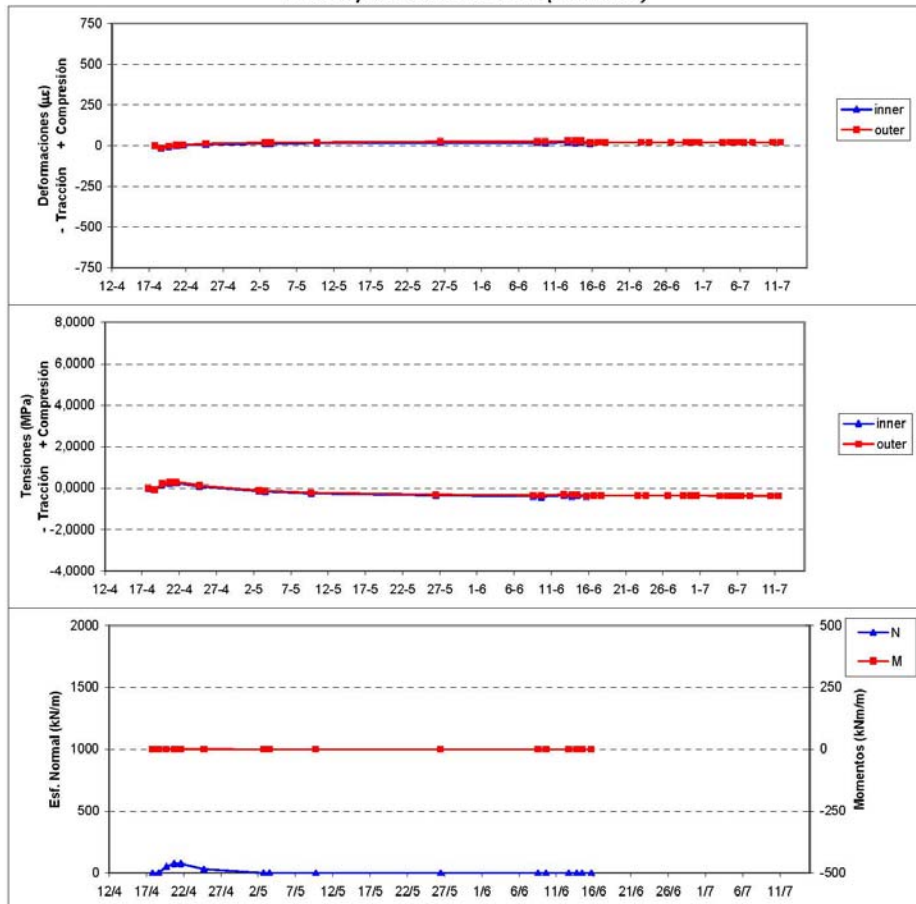 750
500
250
0
-250
-500
-750
Deformaciones (µε)
- Tracción + Compresión
12-4 17-4 22-4 27-4 2-5 7-5 12-5 17-5 22-5 27-5 1-6 6-6 11-6 16-6 21-6 26-6 1-7 6-7 11-7
inner
outer
8,0000
6,0000
4,0000
2,0000
0,0000
-2,0000
-4,0000
Tensiones (MPa)
- Tracción + Compresión
12-4 17-4 22-4 27-4 2-5 7-5 12-5 17-5 22-5 27-5 1-6 6-6 11-6 16-6 21-6 26-6 1-7 6-7 11-7
inner
outer
2000
1500
1000
500
0
Esf. Normal (kN/m)
500
250
0
-250
-500
Momentos (kNm/m)
12/4 17/4 22/4 27/4 2/5 7/5 12/5 17/5 22/5 27/5 1/6 6/6 11/6 16/6 21/6 26/6 1/7 6/7 11/7
N
M